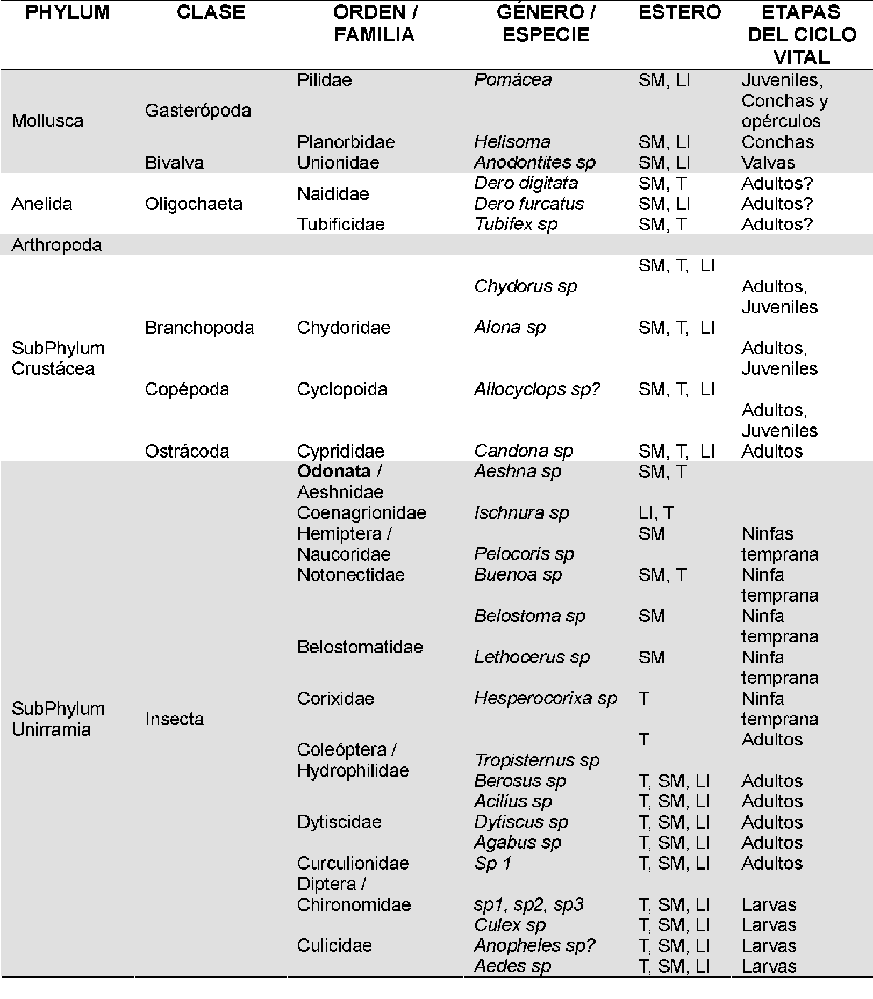 PHYLUM CLASE ORDEN / GÉNERO / ESTERO ETAPAS
FAMILIA ESPECIE DEL CICLO
VITAL
Pilidae Pomácea SM, LI Juveniles,
Conchas y
Gasterópoda
opérculos
Mollusca
Planorbidae Helisoma SM, LI Conchas
Bivalva Unionidae Anodontites sp SM, LI Valvas
Dero digitata SM, T Adultos?
Naididae
Anelida Oligochaeta Dero furcatus SM, LI Adultos?
Tubificidae Tubifex sp SM, T Adultos?
Arthropoda
SM, T, LI
Chydorus sp Adultos,
Juveniles
Branchopoda Chydoridae Alona sp SM, T, LI
SubPhylum Adultos,
Crustácea Juveniles
Copépoda Cyclopoida Allocyclops sp? SM, T, LI
Adultos,
Juveniles
Ostrácoda Cyprididae Candona sp SM, T, LI Adultos
Odonata / Aeshna sp SM, T
Aeshnidae
Coenagrionidae Ischnura sp LI, T
Hemiptera / SM Ninfas
Naucoridae Pelocoris sp temprana
Notonectidae Buenoa sp SM, T Ninfa
temprana
Belostoma sp SM Ninfa
temprana
Belostomatidae
Lethocerus sp SM Ninfa
temprana
Corixidae Hesperocorixa sp T Ninfa
SubPhylum
Insecta temprana
Unirramia
T Adultos
Coleóptera /
Tropisternus sp
Hydrophilidae
Berosus sp T, SM, LI Adultos
Acilius sp T, SM, LI Adultos
Dytiscidae Dytiscus sp T, SM, LI Adultos
Agabus sp T, SM, LI Adultos
Curculionidae Sp 1 T, SM, LI Adultos
Diptera /
Chironomidae sp1, sp2, sp3 T, SM, LI Larvas
Culex sp T, SM, LI Larvas
Culicidae Anopheles sp? T, SM, LI Larvas
Aedes sp T, SM, LI Larvas